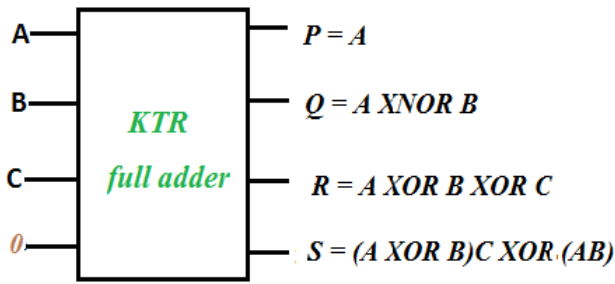 A
B
C
0
KTR
full adder
P = A
Q = A XNOR B
R = A XOR B XOR C
S = (A XOR B)C XOR (AB)